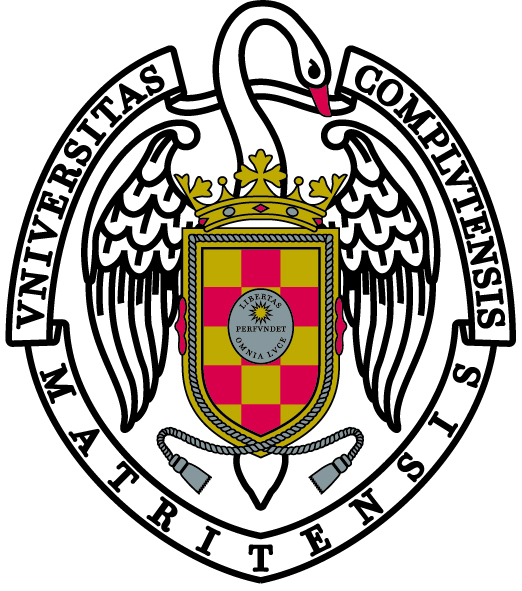 VNIVERSITAS
COMPLVTENSIS
MATRITENSIS
LIBERTAS
PERFVNDET
OMNIA LVCE